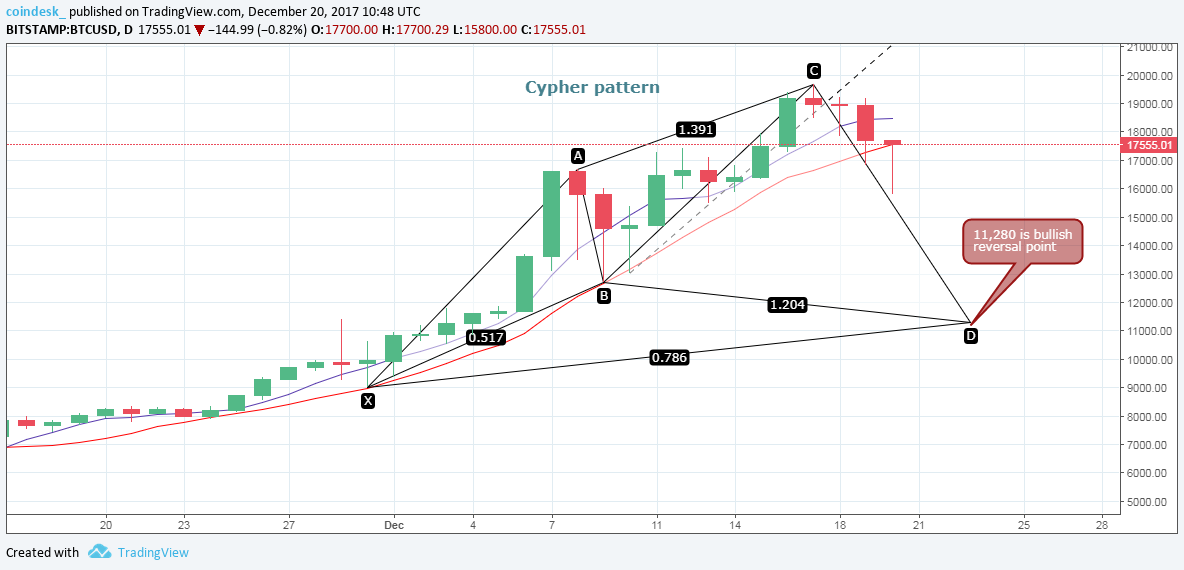 coindesk_ published on TradingView.com, December 20, 2017 10:48 UTC
BITSTAMP:BTCUSD, D 17555.01 ▼ −144.99 (−0.82%) O:17700.00 H:17700.29 L:15800.00 C:17555.01
21000.00
C
20000.00
Cypher pattern
19000.00
1.391
18000.00
17555.01
A
17000.00
16000.00
15000.00
11,280 is bullish
reversal point
14000.00
13000.00
B
1.204
12000.00
0.517
D
11000.00
0.786
10000.00
X
9000.00
8000.00
7000.00
6000.00
5000.00
20 23 27 Dec 4 7 11 14 18 21 25 28
Created with TradingView